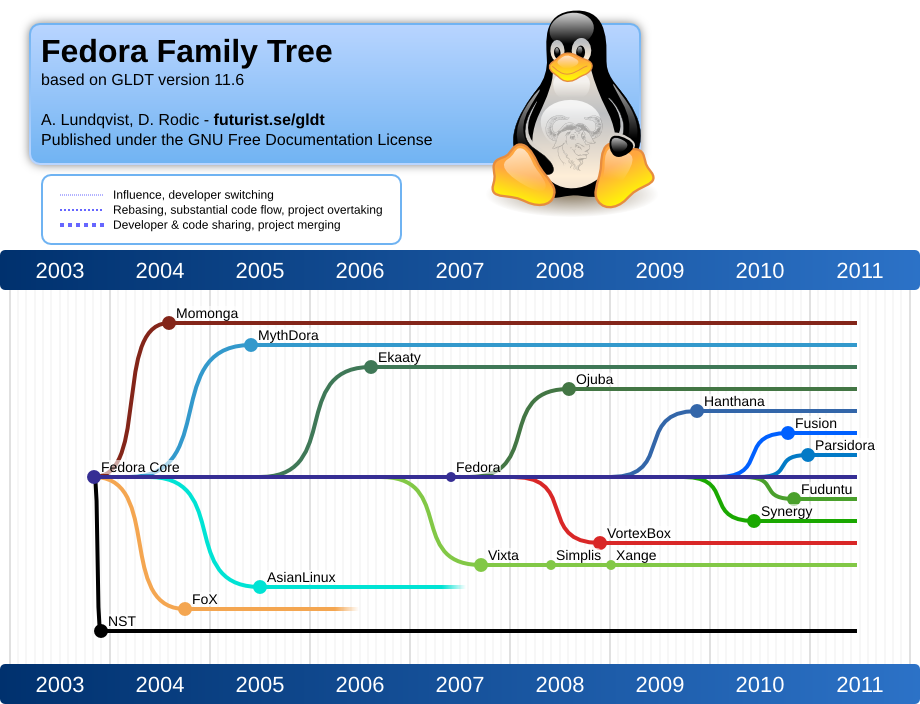 Fedora Family Tree
based on GLDT version 11.6
A. Lundqvist, D. Rodic - futurist.se/gldt
Published under the GNU Free Documentation License
Influence, developer switching
Rebasing, substantial code flow, project overtaking
Developer & code sharing, project merging
2003 2004 2005 2006 2007 2008 2009 2010 2011
Momonga
MythDora
Ekaaty
Ojuba
Hanthana
Fusion
Parsidora
Fedora Core Fedora
Fuduntu
Synergy
VortexBox
Vixta Simplis Xange
AsianLinux
FoX
NST
2003 2004 2005 2006 2007 2008 2009 2010 2011